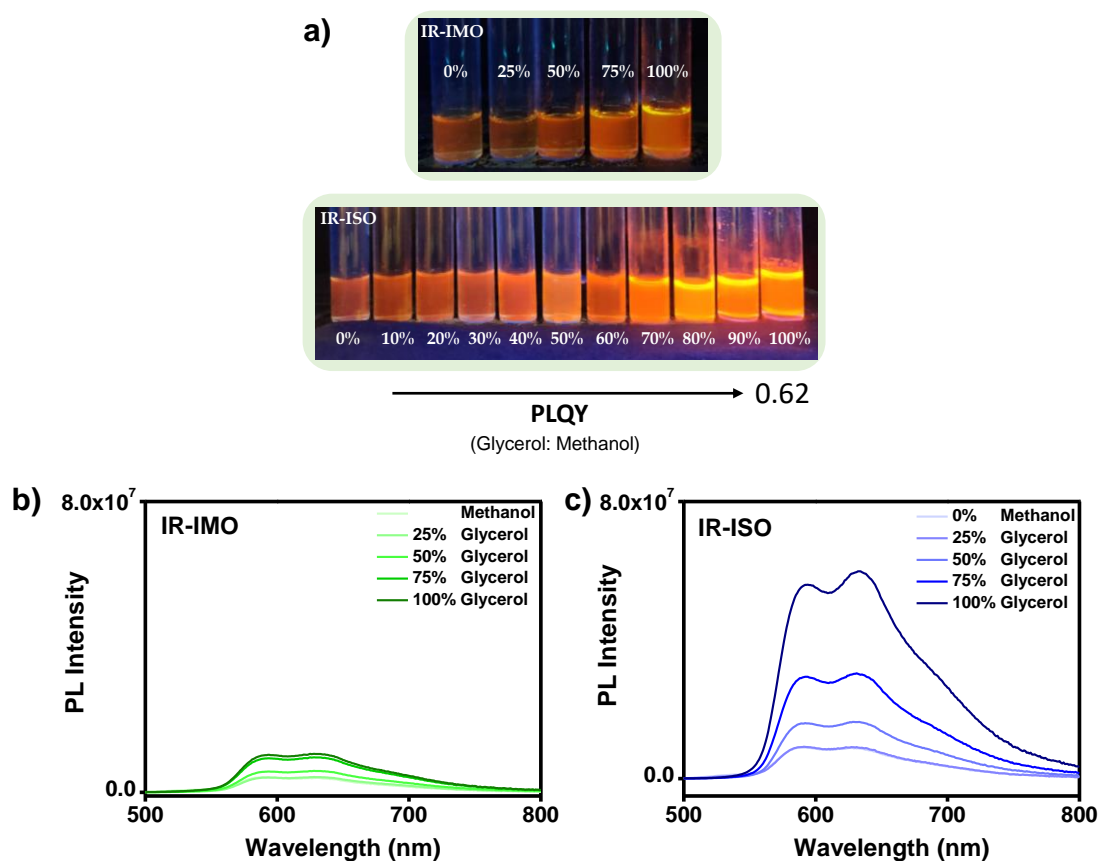 a)
IR-IMO
0% 25% 50% 75% 100%
IR-ISO
0% 10% 20% 30% 40% 50% 60% 70% 80% 90% 100%
0.62
PLQY
(Glycerol: Methanol)
b)
8.0x10⁷
IR-IMO
Methanol
25% Glycerol
50% Glycerol
75% Glycerol
100% Glycerol
PL Intensity
0.0
500 600 700 800
Wavelength (nm)
c)
8.0x10⁷
IR-ISO
0% Methanol
25% Glycerol
50% Glycerol
75% Glycerol
100% Glycerol
PL Intensity
0.0
500 600 700 800
Wavelength (nm)